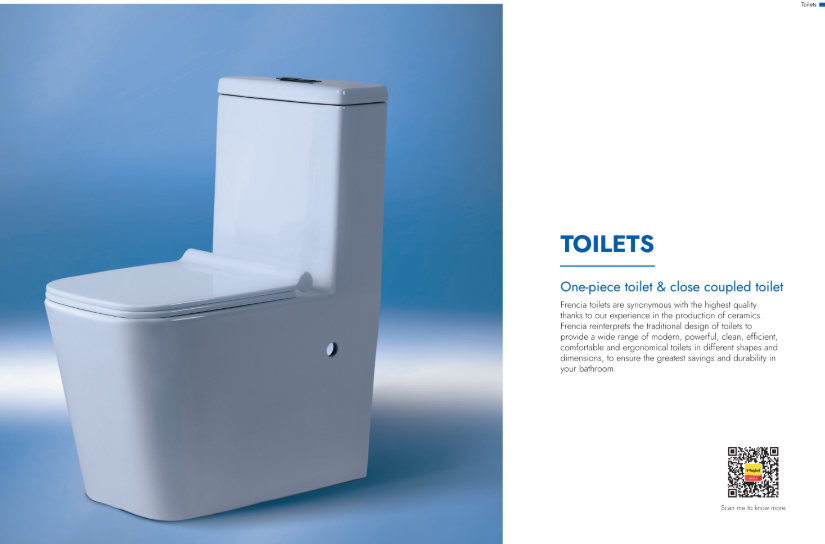 Toilets
TOILETS
One-piece toilet & close coupled toilet
Frencia toilets are synonymous with the highest quality
thanks to our experience in the production of ceramics.
Frencia reinterprets the traditional design of toilets to
provide a wide range of modern, powerful, clean, efficient,
comfortable and ergonomical toilets in different shapes and
dimensions, to ensure the greatest savings and durability in
your bathroom.
Scan me to know more